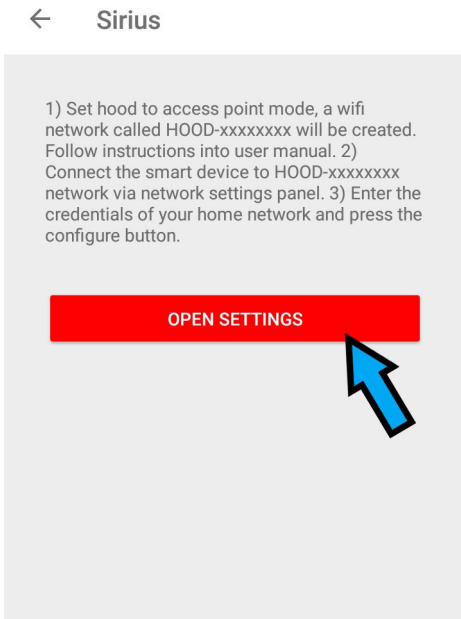 Sirius
1) Set hood to access point mode, a wifi
network called HOOD-xxxxxxxx will be created.
Follow instructions into user manual. 2)
Connect the smart device to HOOD-xxxxxxxx
network via network settings panel. 3) Enter the
credentials of your home network and press the
configure button.
OPEN SETTINGS